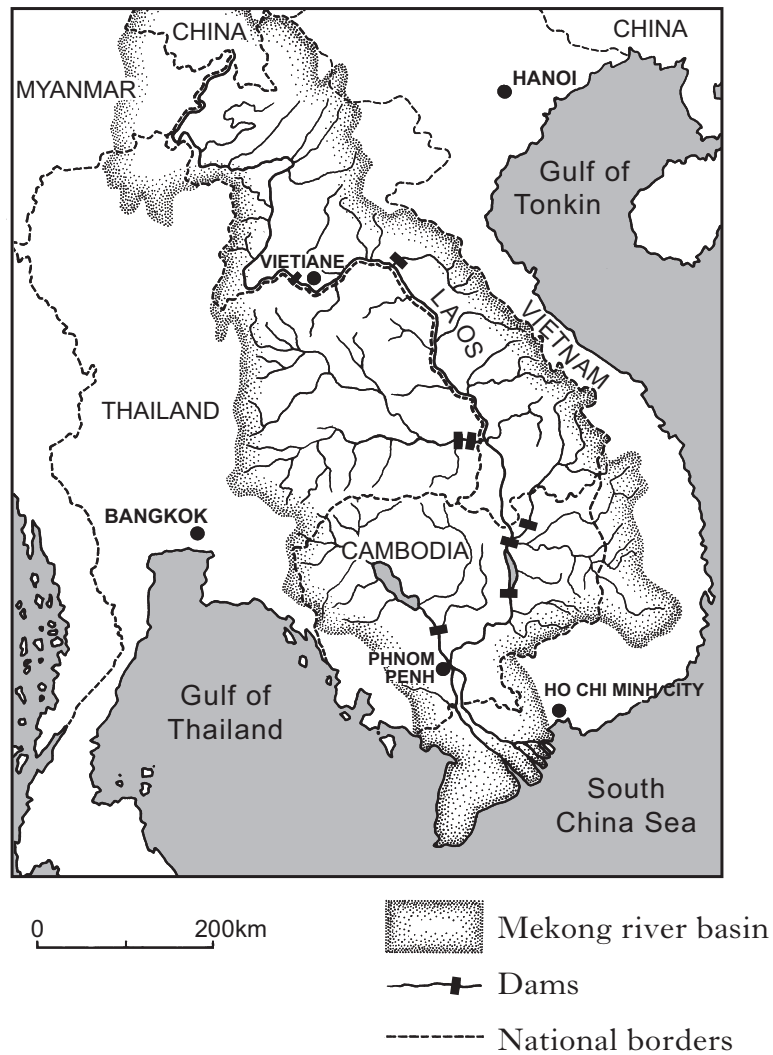 CHINA
CHINA
MYANMAR
HANOI
Gulf of
Tonkin
VIETIANE
LAOS
VIETNAM
THAILAND
BANGKOK
CAMBODIA
PHNOM
PENH
HO CHI MINH CITY
Gulf of
Thailand
South
China Sea
0 200km
Mekong river basin
Dams
National borders